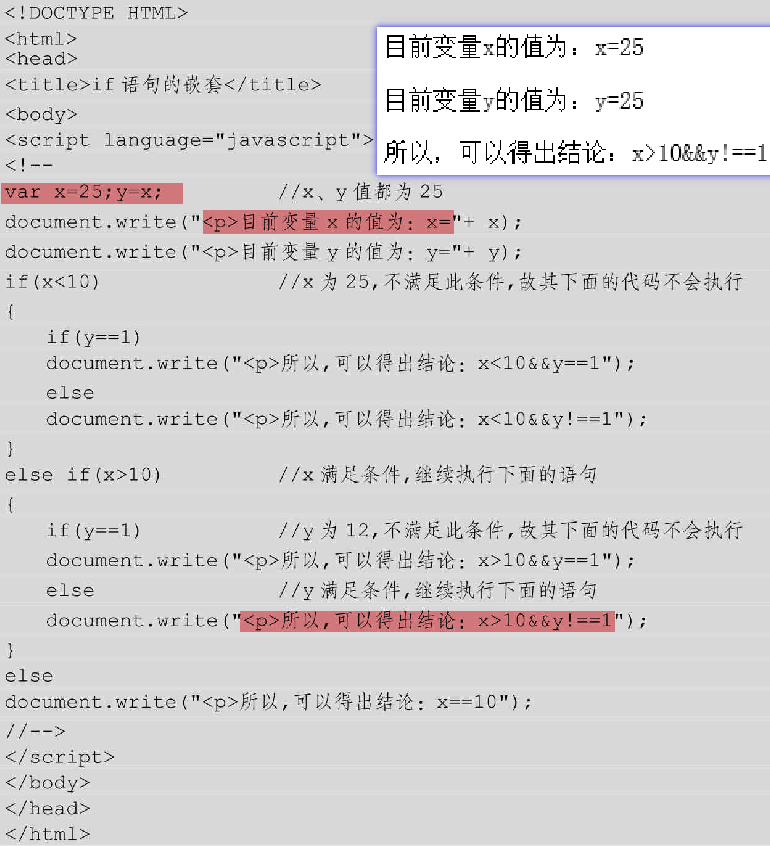 <!DOCTYPE HTML>
<html>
<head>
<title>if 语句的嵌套</title>
<body>
<script language="javascript">
<!--
var x=25;y=x; //x、y 值都为 25
document.write("<p>目前变量 x 的值为: x="+ x);
document.write("<p>目前变量 y 的值为: y="+ y);
if(x<10) //x 为 25,不满足此条件,故其下面的代码不会执行
{
if(y==1)
document.write("<p>所以,可以得出结论: x<10&&y==1");
else
document.write("<p>所以,可以得出结论: x<10&&y!==1");
}
else if(x>10) //x 满足条件,继续执行下面的语句
{
if(y==1) //y 为 12,不满足此条件,故其下面的代码不会执行
document.write("<p>所以,可以得出结论: x>10&&y==1");
else //y 满足条件,继续执行下面的语句
document.write("<p>所以,可以得出结论: x>10&&y!==1");
}
else
document.write("<p>所以,可以得出结论: x==10");
//-->
</script>
</body>
</head>
</html>
目前变量x的值为: x=25
目前变量y的值为: y=25
所以, 可以得出结论: x>10&&y!==1